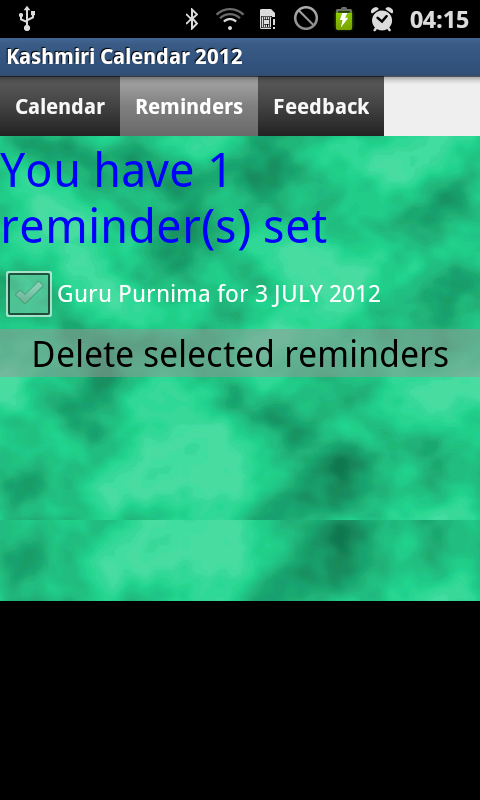 04:15
Kashmiri Calendar 2012
Calendar Reminders Feedback
You have 1
reminder(s) set
Guru Purnima for 3 JULY 2012
Delete selected reminders